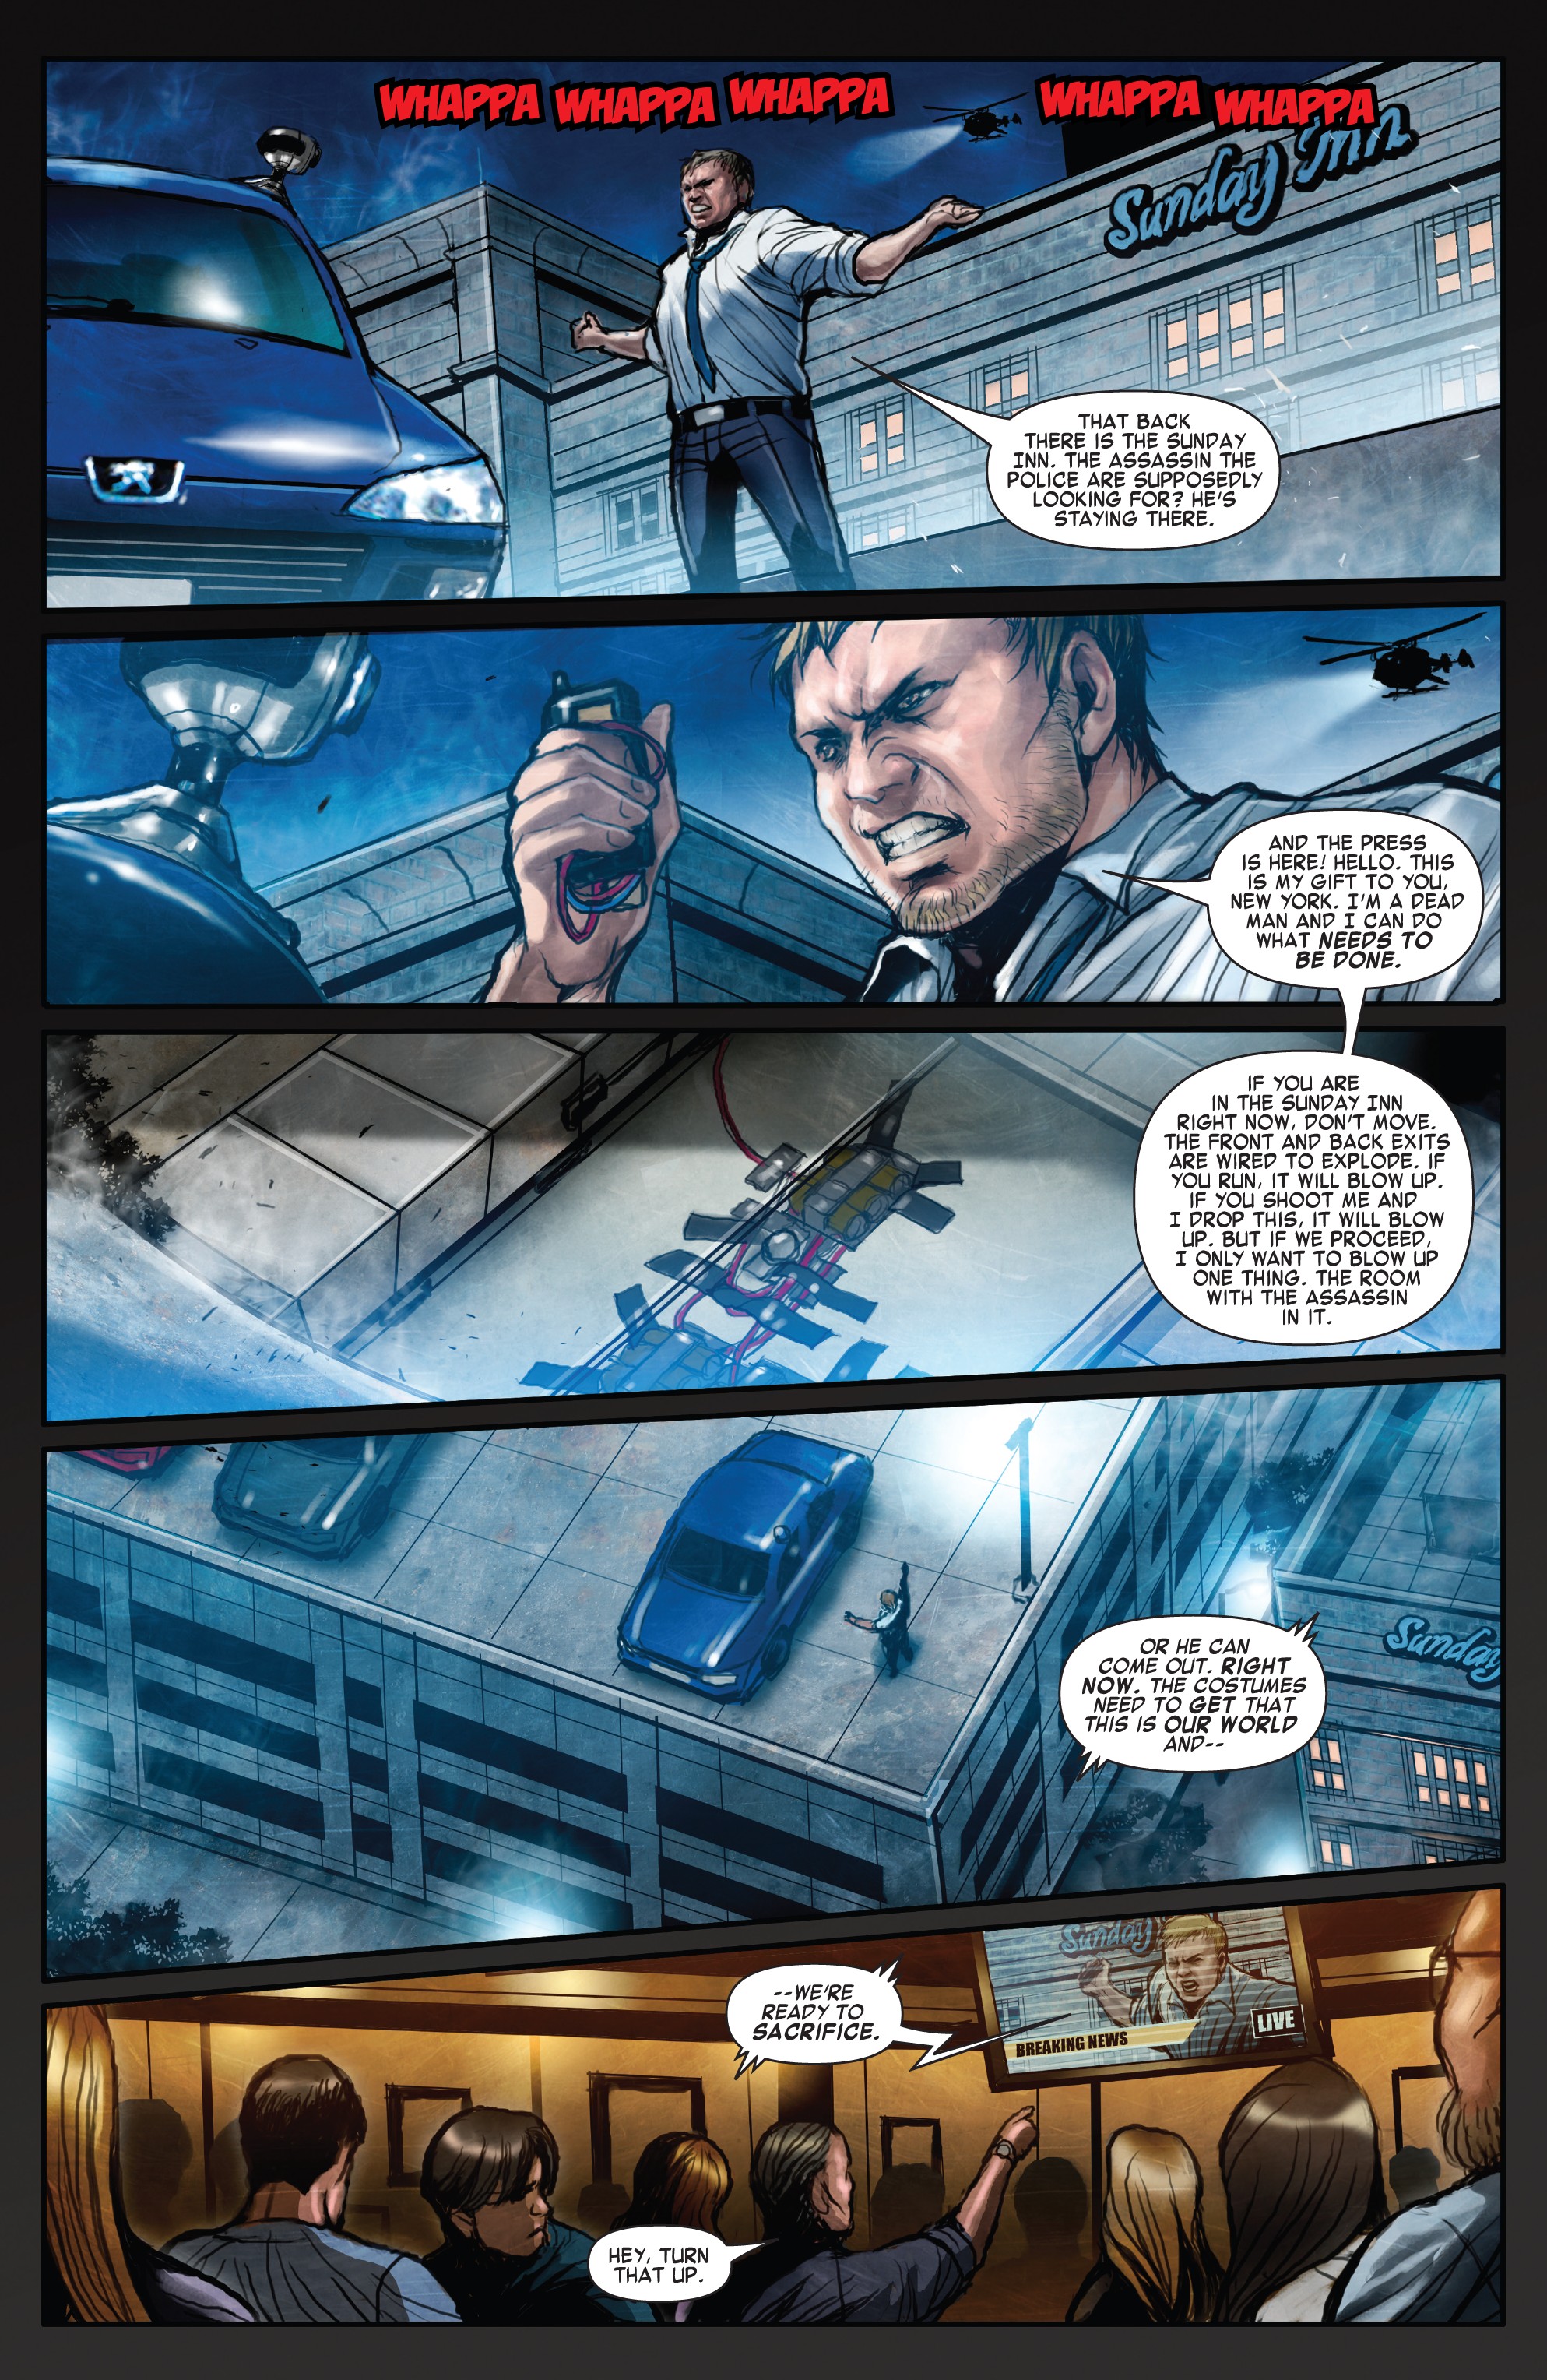 WHAPPA WHAPPA WHAPPA WHAPPA WHAPPA
Sunday Inn
THAT BACK
THERE IS THE SUNDAY
INN. THE ASSASSIN THE
POLICE ARE SUPPOSEDLY
LOOKING FOR? HE'S
STAYING THERE.
AND THE PRESS
IS HERE! HELLO. THIS
IS MY GIFT TO YOU,
NEW YORK. I'M A DEAD
MAN AND I CAN DO
WHAT NEEDS TO
BE DONE.
IF YOU ARE
IN THE SUNDAY INN
RIGHT NOW, DON'T MOVE.
THE FRONT AND BACK EXITS
ARE WIRED TO EXPLODE. IF
YOU RUN, IT WILL BLOW UP.
IF YOU SHOOT ME AND
I DROP THIS, IT WILL BLOW
UP. BUT IF WE PROCEED,
I ONLY WANT TO BLOW UP
ONE THING. THE ROOM
WITH THE ASSASSIN
IN IT.
OR HE CAN
COME OUT. RIGHT
NOW. THE COSTUMES
NEED TO GET THAT
THIS IS OUR WORLD
AND--
Sunday
--WE'RE
READY TO
SACRIFICE.
Sunday
LIVE
BREAKING NEWS
HEY, TURN
THAT UP.